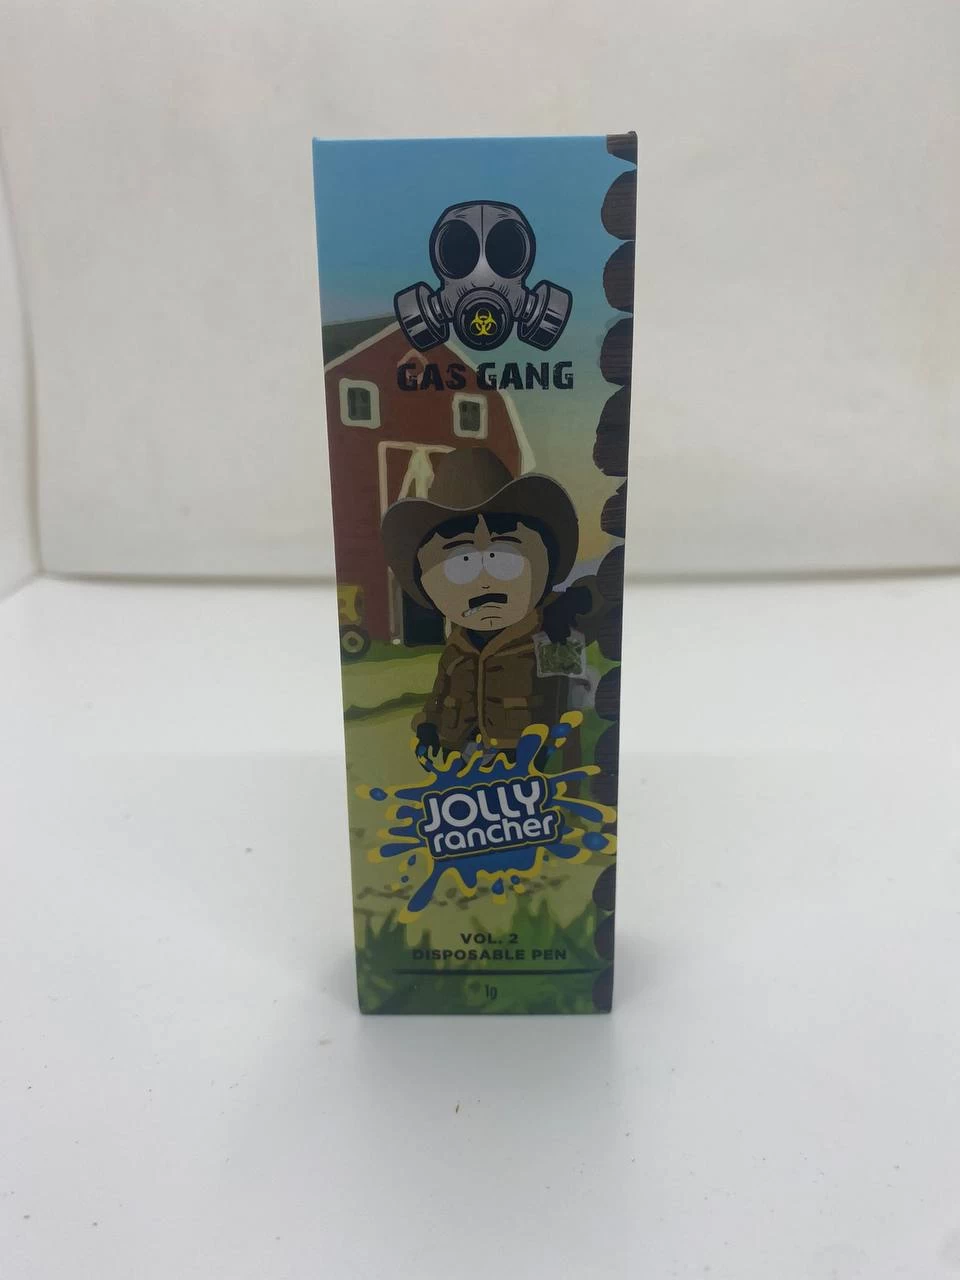 GAS GANG
JOLLY
rancher
VOL. 2
DISPOSABLE PEN
1g